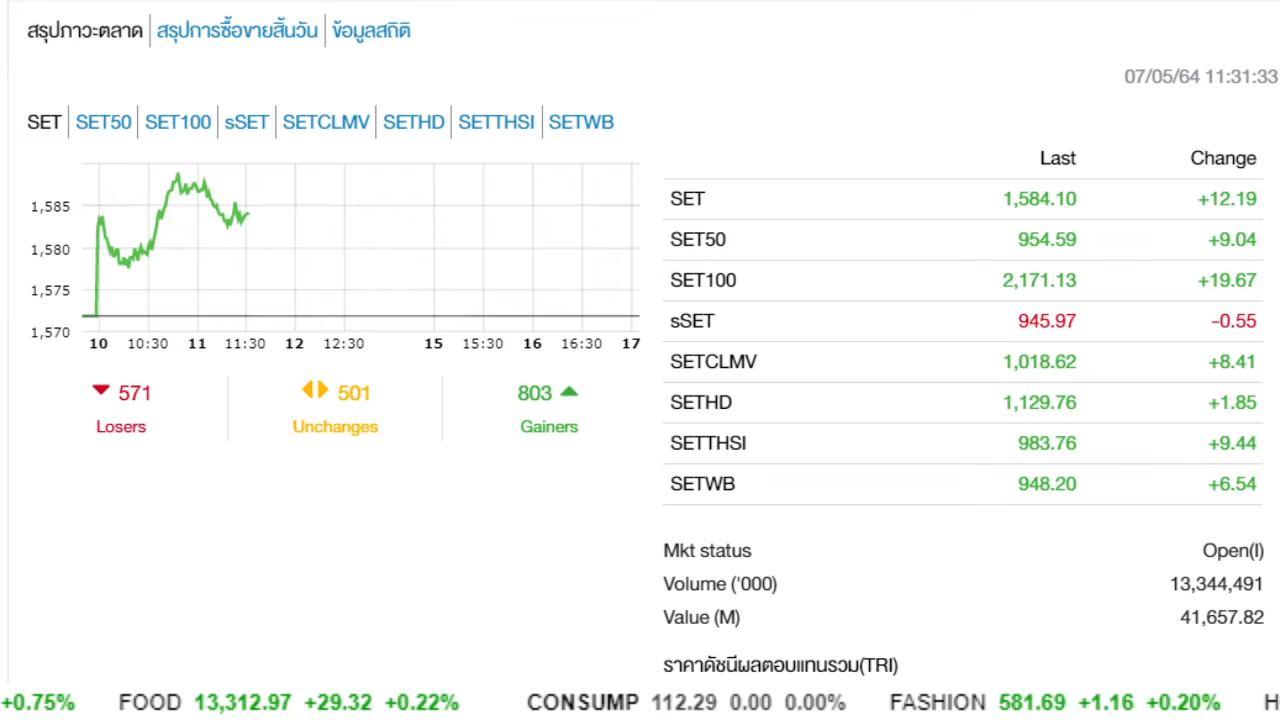 สรุปภาวะตลาด สรุปการซื้อขายสิ้นวัน ข้อมูลสถิติ
07/05/64 11:31:33
SET SET50 SET100 sSET SETCLMV SETHD SETTHSI SETWB
1,585
1,580
1,575
1,570
10 10:30 11 11:30 12 12:30 15 15:30 16 16:30 17
571 501 803
Losers Unchanges Gainers
Last Change
SET 1,584.10 +12.19
SET50 954.59 +9.04
SET100 2,171.13 +19.67
sSET 945.97 -0.55
SETCLMV 1,018.62 +8.41
SETHD 1,129.76 +1.85
SETTHSI 983.76 +9.44
SETWB 948.20 +6.54
Mkt status Open(I)
Volume ('000) 13,344,491
Value (M) 41,657.82
ราคาดัชนีผลตอบแทนรวม(TRI)
+0.75% FOOD 13,312.97 +29.32 +0.22% CONSUMP 112.29 0.00 0.00% FASHION 581.69 +1.16 +0.20% H